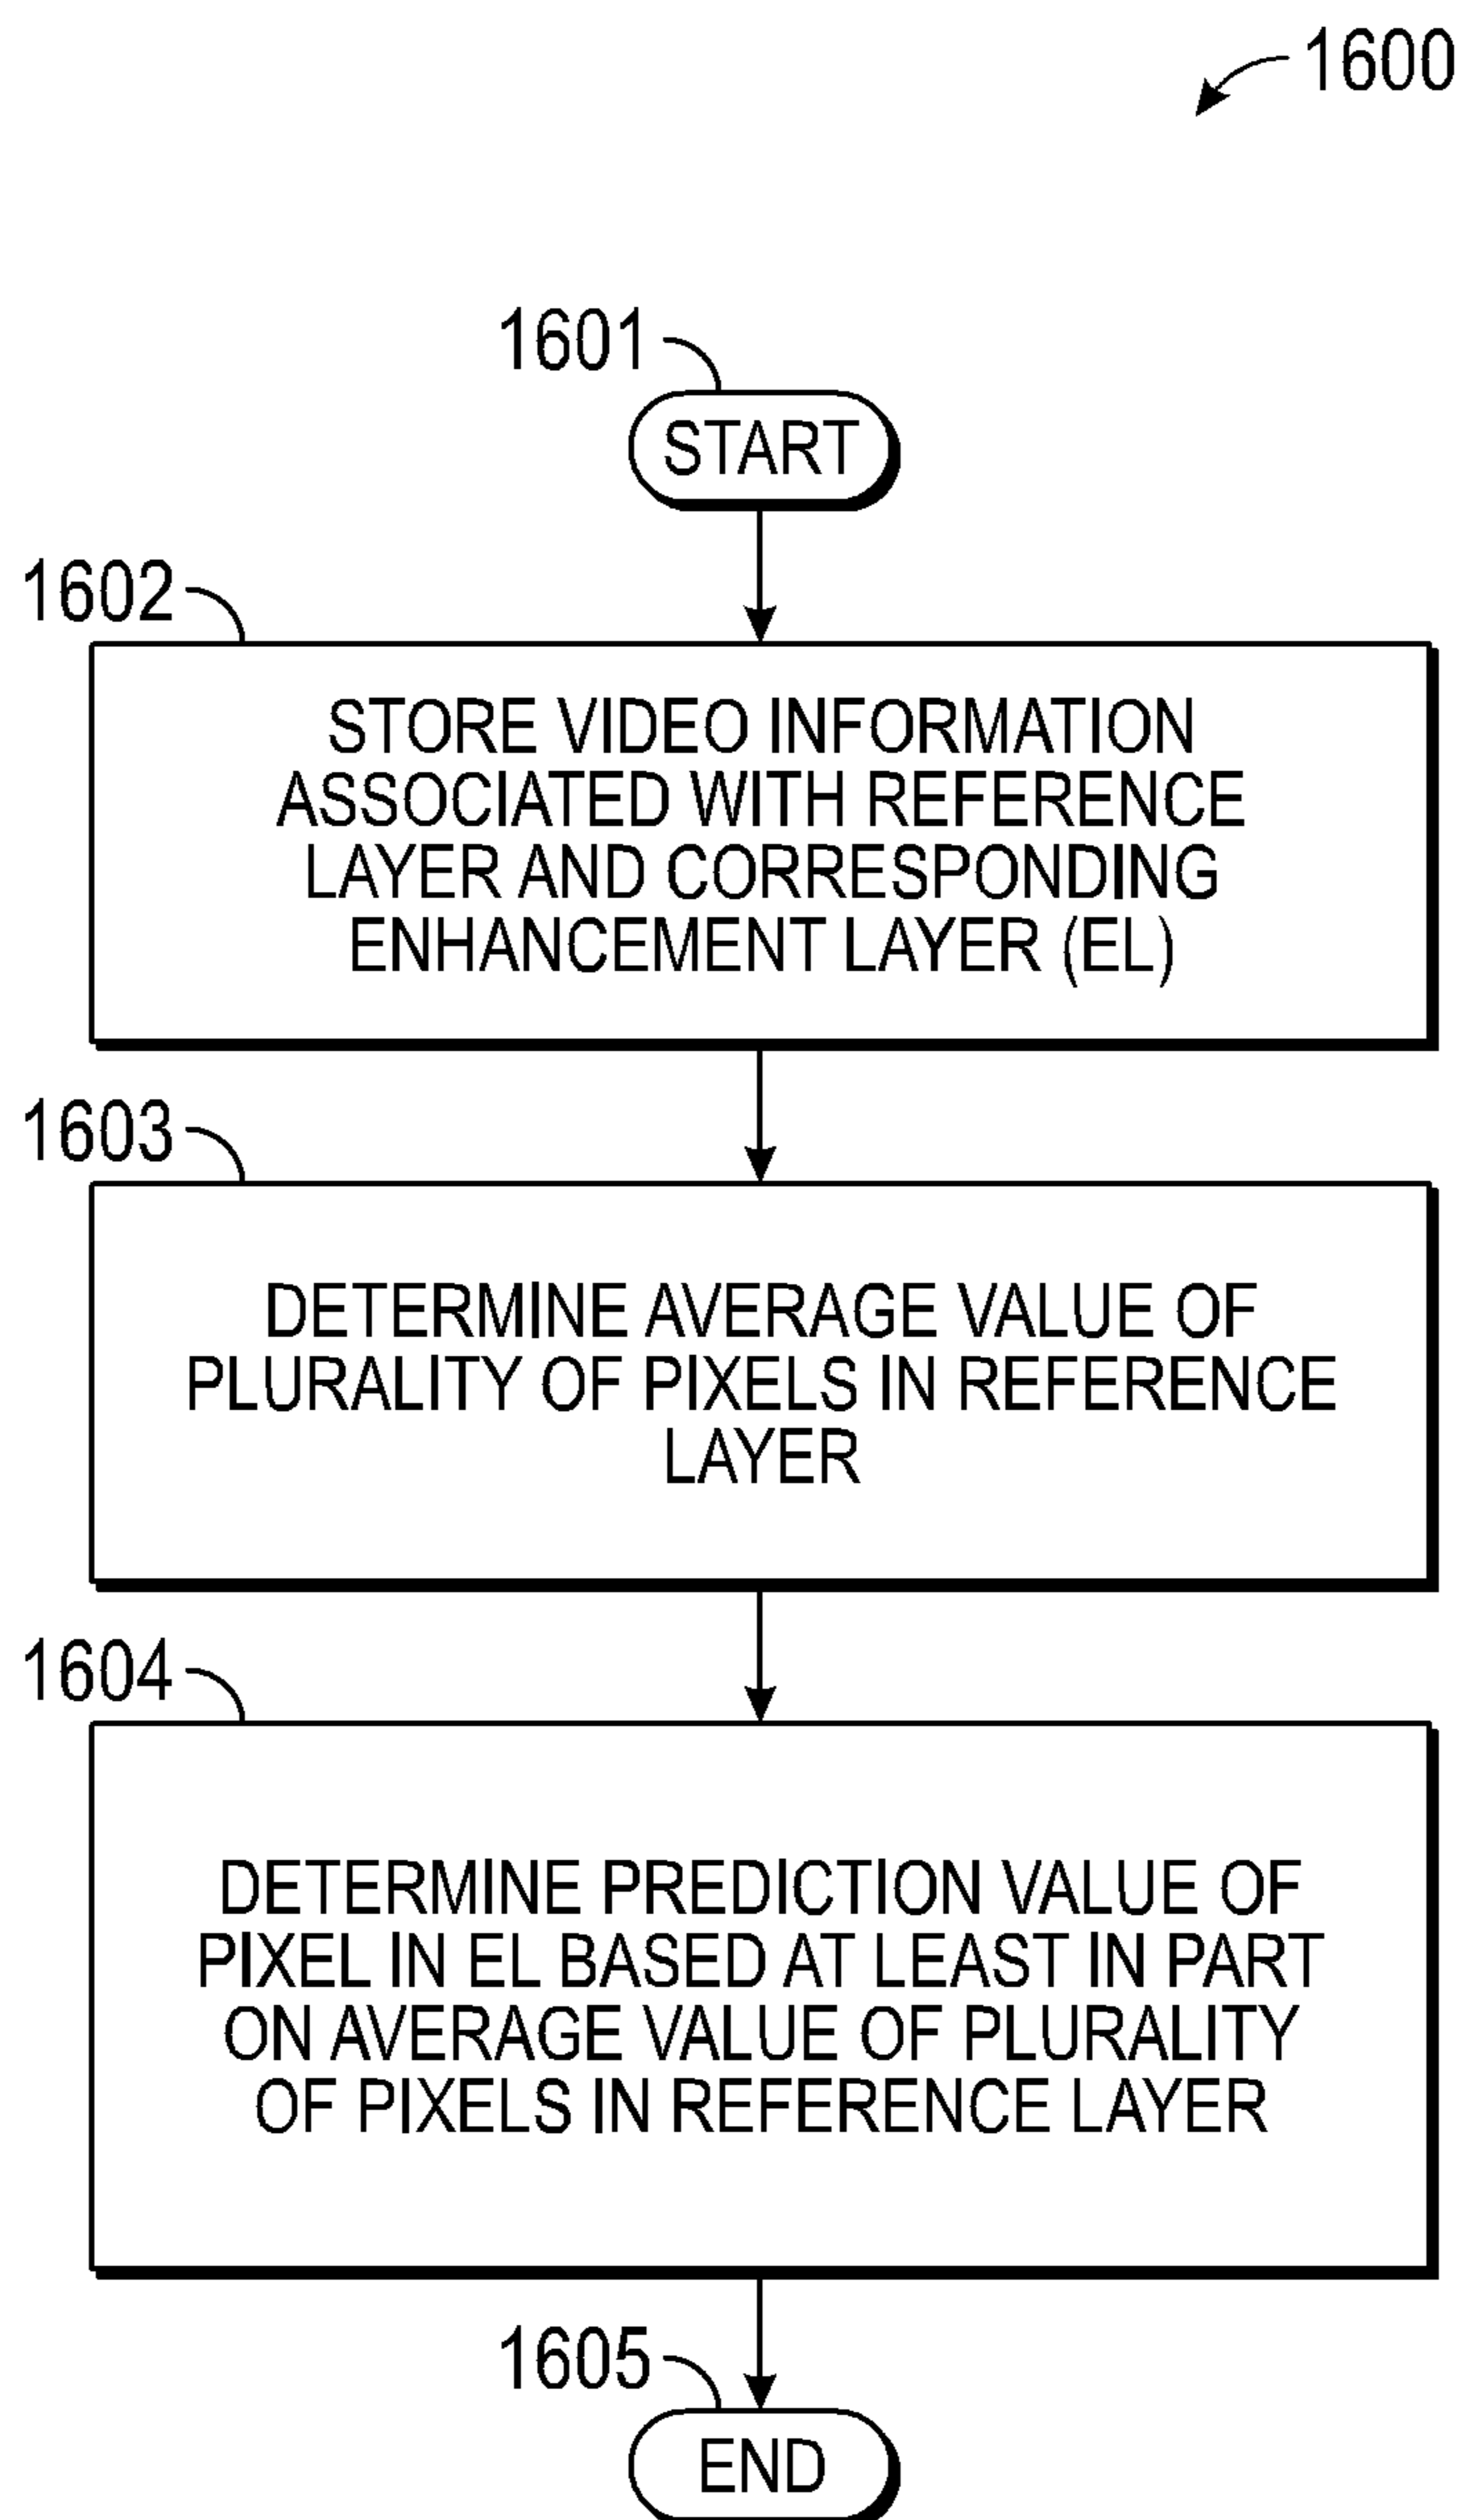 1600
1601
START
1602
STORE VIDEO INFORMATION
ASSOCIATED WITH REFERENCE
LAYER AND CORRESPONDING
ENHANCEMENT LAYER (EL)
1603
DETERMINE AVERAGE VALUE OF
PLURALITY OF PIXELS IN REFERENCE
LAYER
1604
DETERMINE PREDICTION VALUE OF
PIXEL IN EL BASED AT LEAST IN PART
ON AVERAGE VALUE OF PLURALITY
OF PIXELS IN REFERENCE LAYER
1605
END